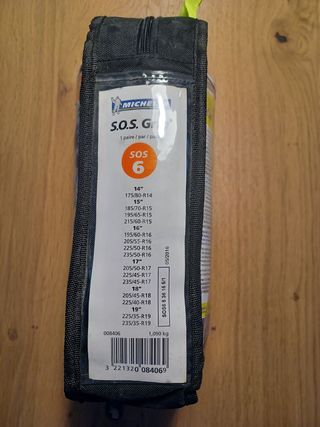 MICHELIN
S.O.S. G
1 paire / par / p
SOS
6
14"
175/80-R14
15"
185/70-R15
195/65-R15
215/60-R15
16"
195/60-R16
205/55-R16
225/50-R16
235/50-R16
17"
205/50-R17
225/45-R17
235/45-R17
18"
205/45-R18
225/40-R18
19"
225/35-R19
235/35-R19
05/2016
008406
1,090 kg
3 221320 084069